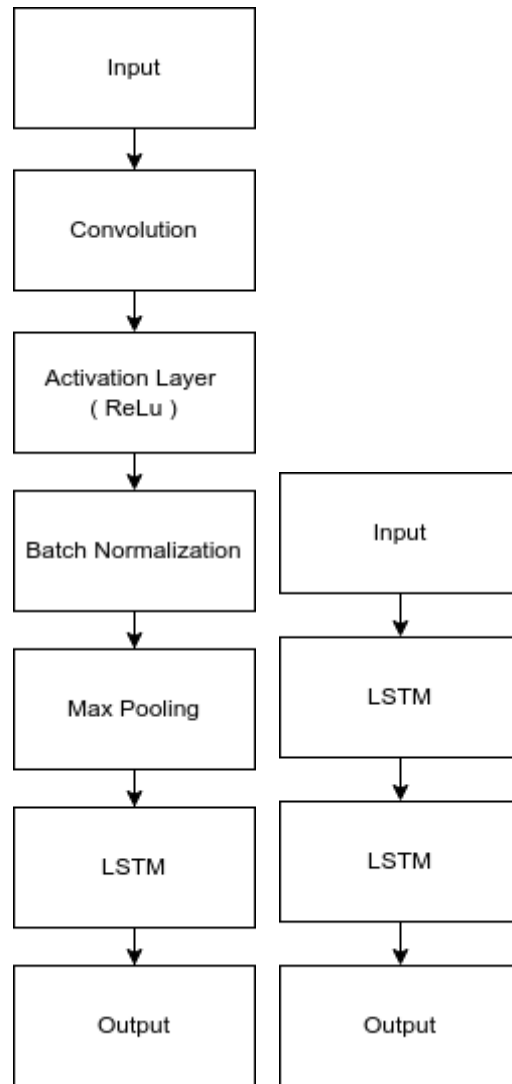 Input
Convolution
Activation Layer
( ReLu )
Batch Normalization
Max Pooling
LSTM
Output
Input
LSTM
LSTM
Output